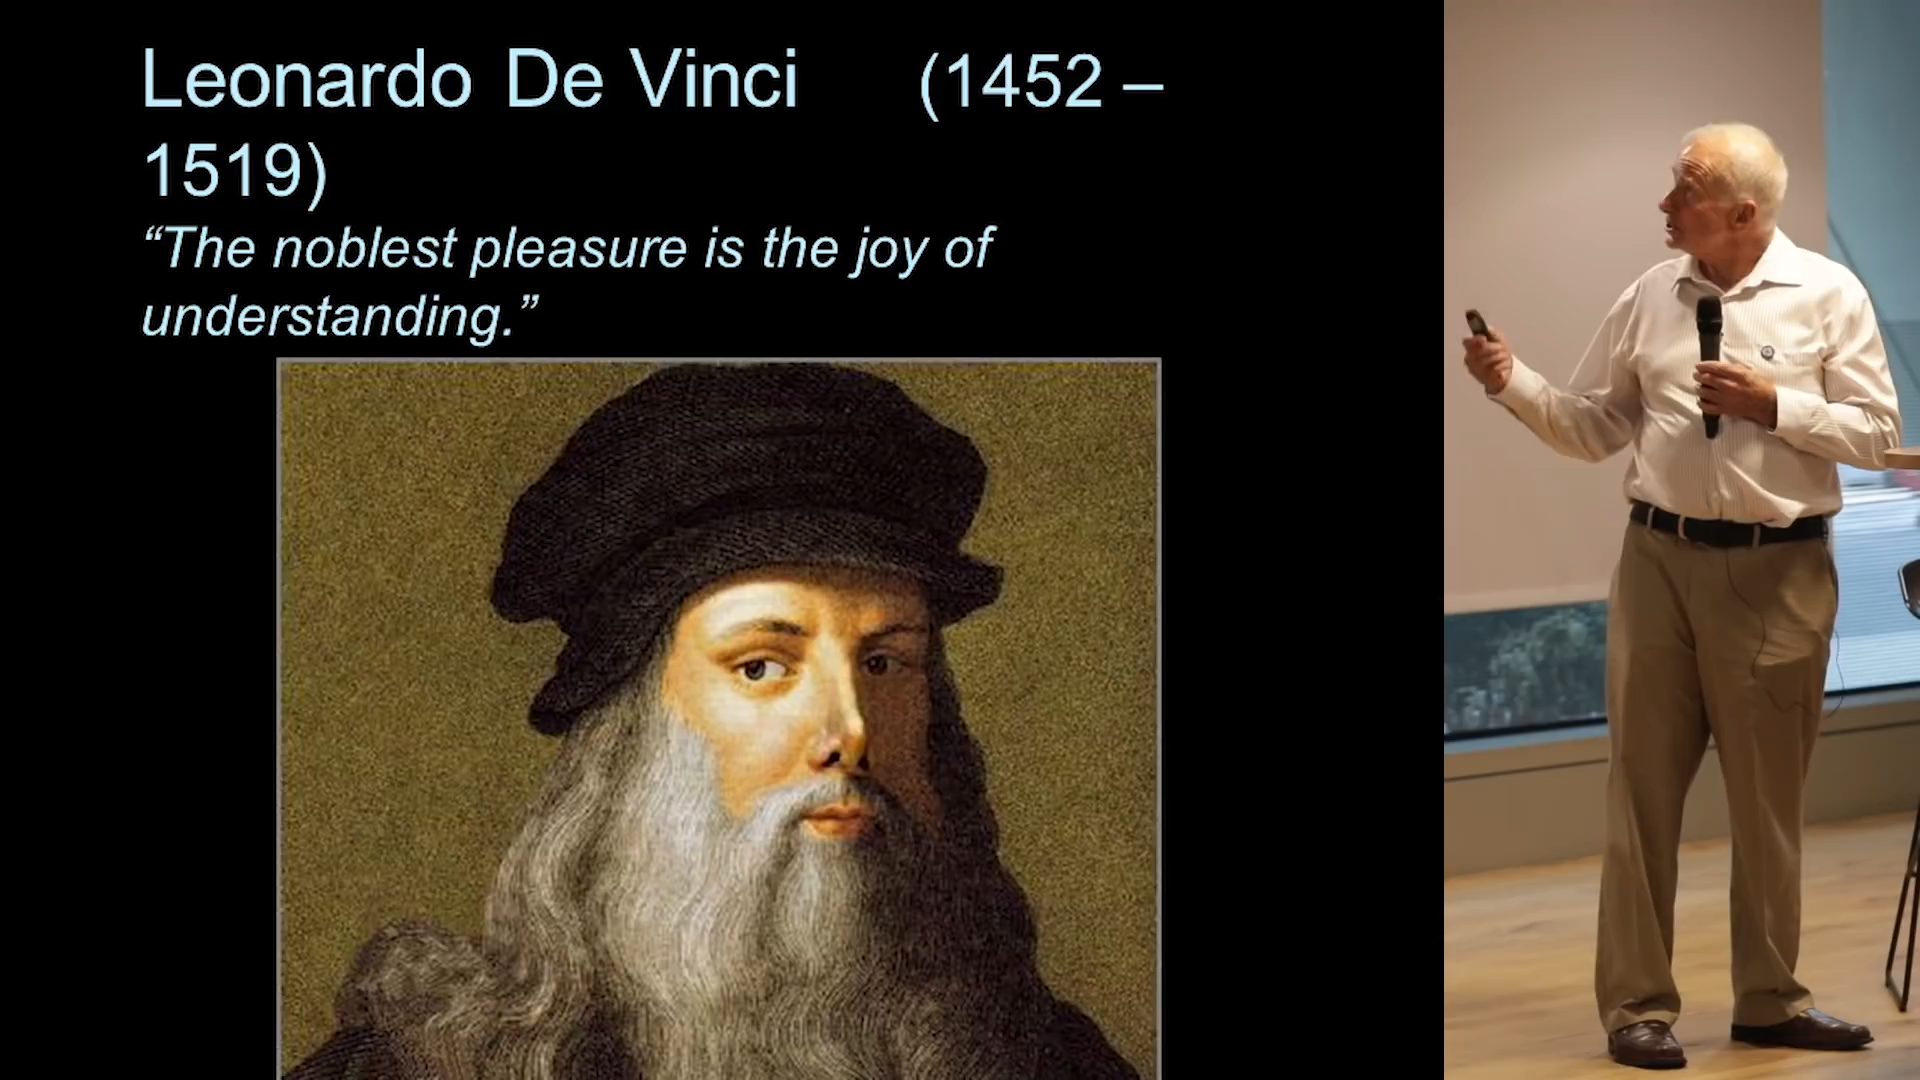 Leonardo De Vinci (1452 –
1519)
“The noblest pleasure is the joy of
understanding.”